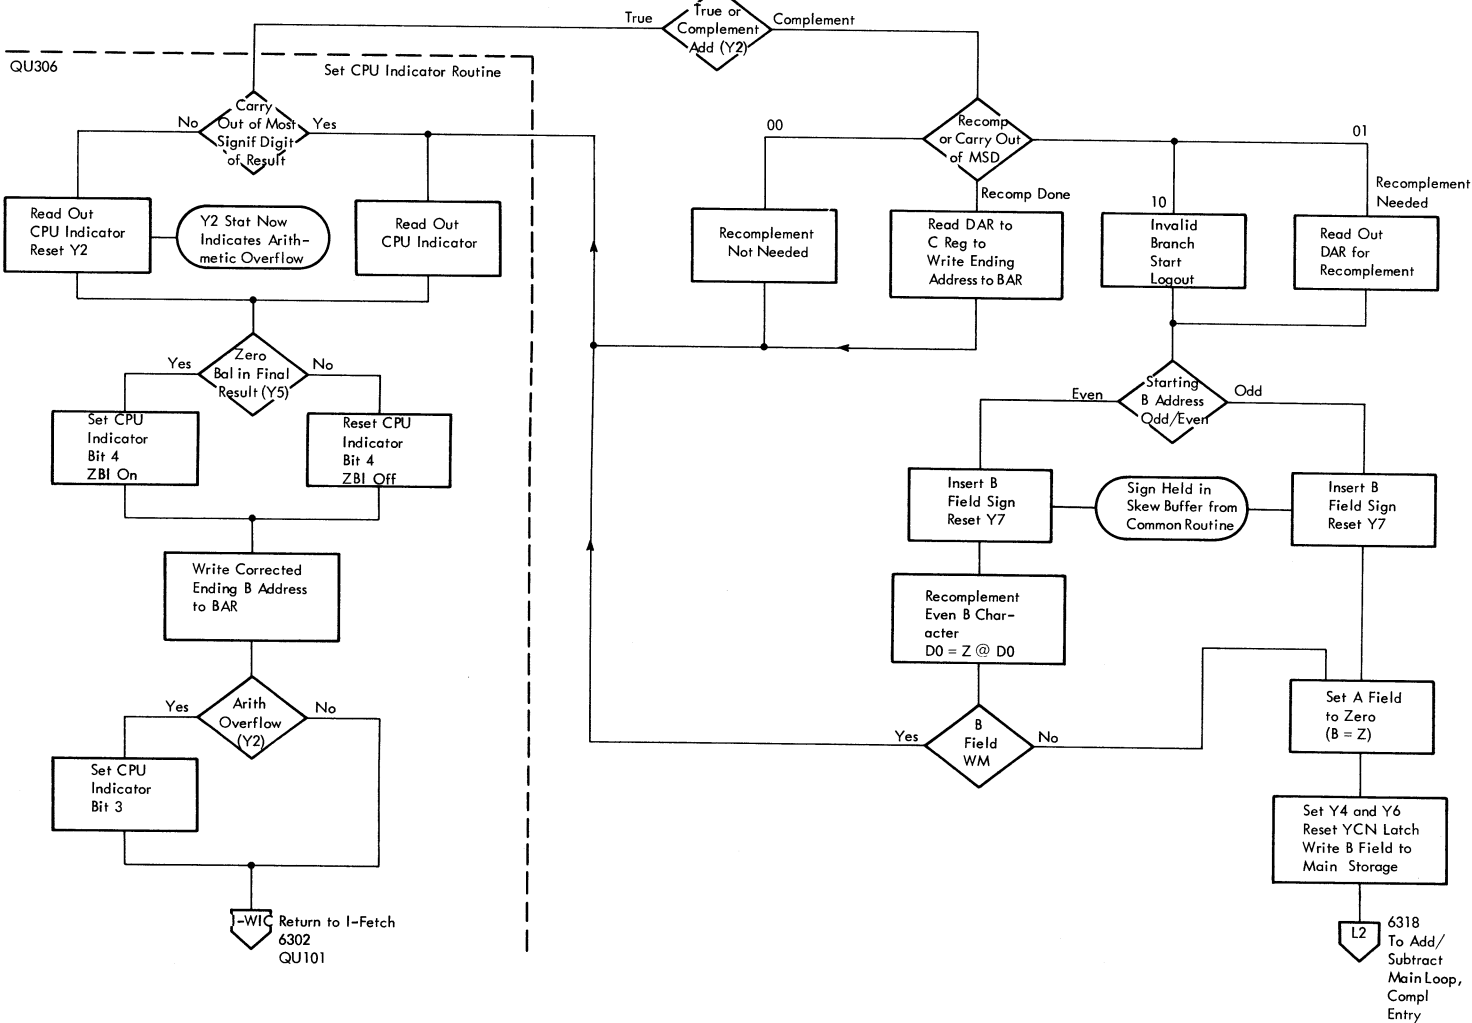 True
True or
Complement
Add (Y2)
Complement
QU306
Set CPU Indicator Routine
No
Carry
Out of Most
Signif Digit
of Result
Yes
Read Out
CPU Indicator
Reset Y2
Y2 Stat Now
Indicates Arith-
metic Overflow
Read Out
CPU Indicator
Yes
Zero
Bal in Final
Result (Y5)
No
Set CPU
Indicator
Bit 4
ZBI On
Reset CPU
Indicator
Bit 4
ZBI Off
Write Corrected
Ending B Address
to BAR
Yes
Arith
Overflow
(Y2)
No
Set CPU
Indicator
Bit 3
I-WIC
Return to I-Fetch
6302
QU101
00
Recomp
or Carry Out
of MSD
01
Recomp Done
10
Recomplement
Needed
Recomplement
Not Needed
Read DAR to
C Reg to
Write Ending
Address to BAR
Invalid
Branch
Start
Logout
Read Out
DAR for
Recomplement
Even
Starting
B Address
Odd/Even
Odd
Insert B
Field Sign
Reset Y7
Sign Held in
Skew Buffer from
Common Routine
Insert B
Field Sign
Reset Y7
Recomplement
Even B Char-
acter
D0 = Z @ D0
Yes
B
Field
WM
No
Set A Field
to Zero
(B = Z)
Set Y4 and Y6
Reset YCN Latch
Write B Field to
Main Storage
L2
6318
To Add/
Subtract
Main Loop,
Compl
Entry